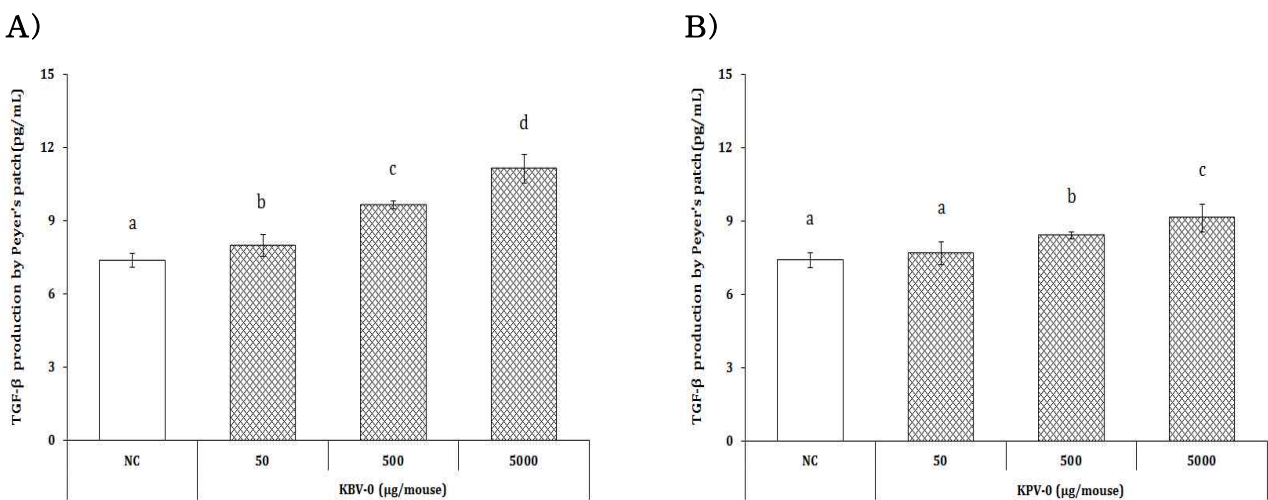 A)
TGF-β production by Peyer's patch(pg/mL)
15
12
9
6
3
0
a
b
c
d
NC
50
500
5000
KBV-0 (μg/mouse)
B)
TGF-β production by Peyer's patch(pg/mL)
15
12
9
6
3
0
a
a
b
c
NC
50
500
5000
KPV-0 (μg/mouse)